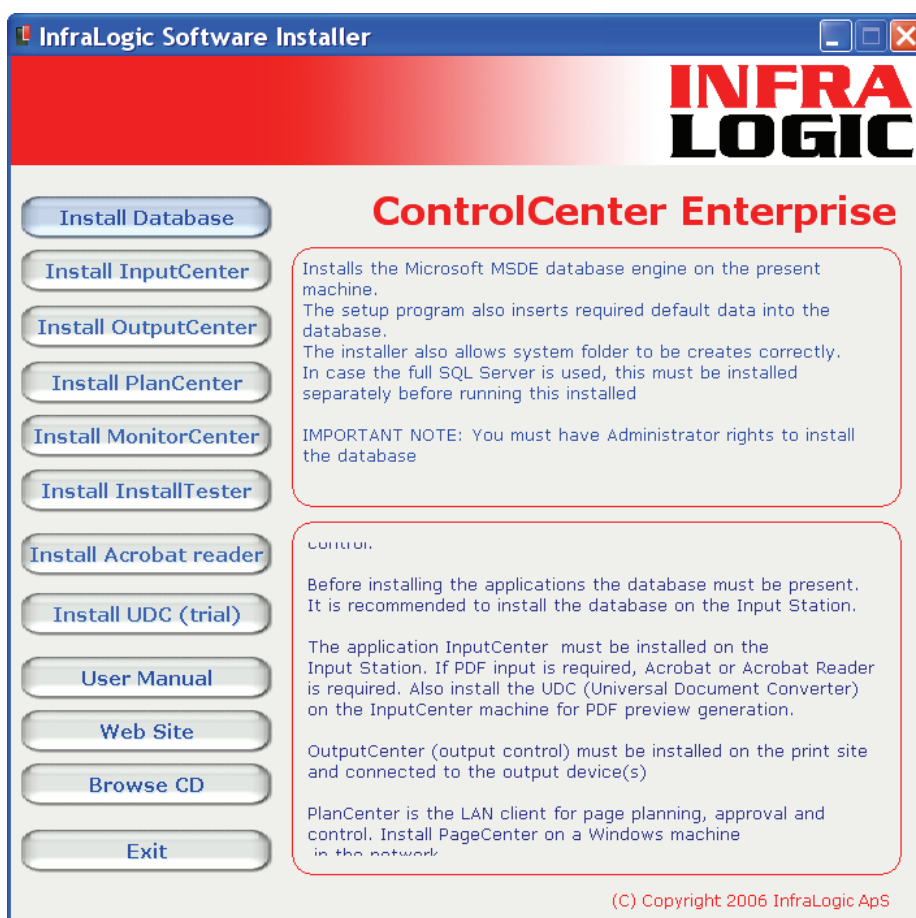 InfraLogic Software Installer
INFRA
LOGIC
ControlCenter Enterprise
Install Database
Install InputCenter
Install OutputCenter
Install PlanCenter
Install MonitorCenter
Install InstallTester
Install Acrobat reader
Install UDC (trial)
User Manual
Web Site
Browse CD
Exit
Installs the Microsoft MSDE database engine on the present
machine.
The setup program also inserts required default data into the
database.
The installer also allows system folder to be creates correctly.
In case the full SQL Server is used, this must be installed
separately before running this installed
IMPORTANT NOTE: You must have Administrator rights to install
the database
control.
Before installing the applications the database must be present.
It is recommended to install the database on the Input Station.
The application InputCenter must be installed on the
Input Station. If PDF input is required, Acrobat or Acrobat Reader
is required. Also install the UDC (Universal Document Converter)
on the InputCenter machine for PDF preview generation.
OutputCenter (output control) must be installed on the print site
and connected to the output device(s)
PlanCenter is the LAN client for page planning, approval and
control. Install PageCenter on a Windows machine
in the network
(C) Copyright 2006 InfraLogic ApS